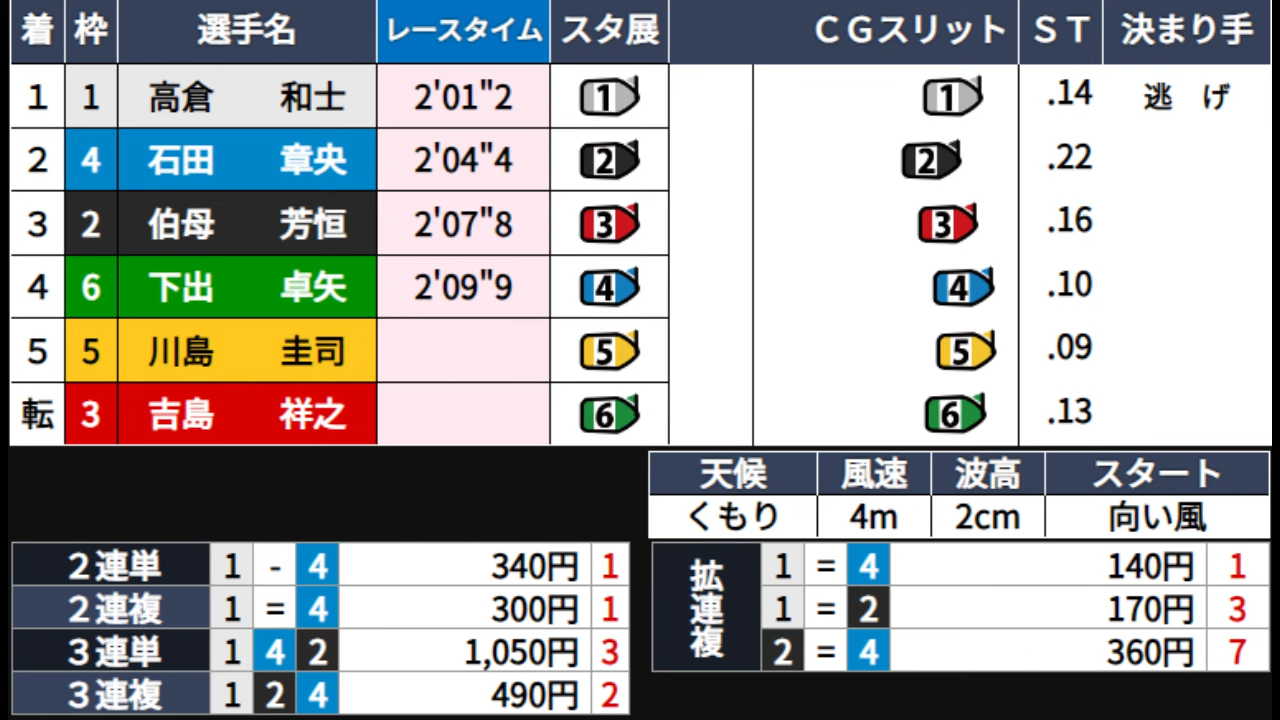 着 枠 選手名 レースタイム スタ展 ＣＧスリット ＳＴ 決まり手
1 1 高倉 和士 2'01"2 1 1 .14 逃 げ
2 4 石田 章央 2'04"4 2 2 .22
3 2 伯母 芳恒 2'07"8 3 3 .16
4 6 下出 卓矢 2'09"9 4 4 .10
5 5 川島 圭司 5 5 .09
転 3 吉島 祥之 6 6 .13
天候 風速 波高 スタート
くもり 4m 2cm 向い風
２連単 1 - 4 340円 1
２連複 1 = 4 300円 1
３連単 1 4 2 1,050円 3
３連複 1 2 4 490円 2
拡連複 1 = 4 140円 1
1 = 2 170円 3
2 = 4 360円 7